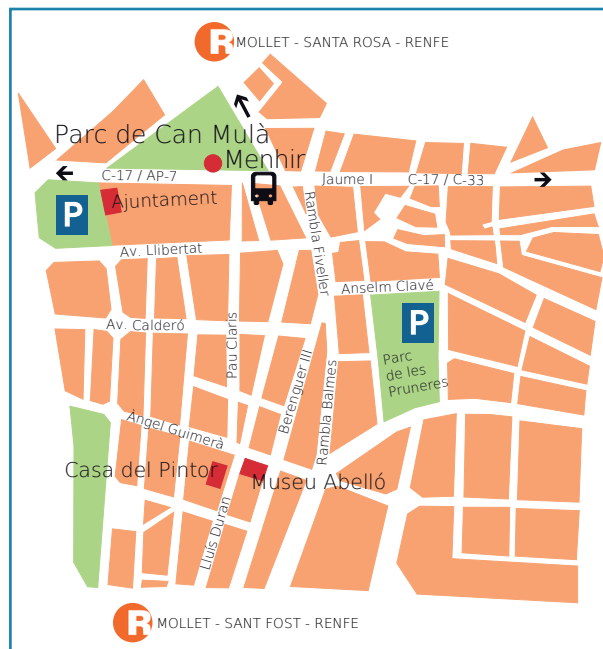 R MOLLET - SANTA ROSA - RENFE
Parc de Can Mulà
Menhir
C-17 / AP-7
Jaume I
C-17 / C-33
P
Ajuntament
Rambla Fiveller
Av. Llibertat
Anselm Clavé
P
Av. Calderó
Pau Claris
Berenguer III
Rambla Balmes
Parc
de les
Pruneres
Àngel Guimerà
Casa del Pintor
Museu Abelló
Lluís Duran
R MOLLET - SANT FOST - RENFE